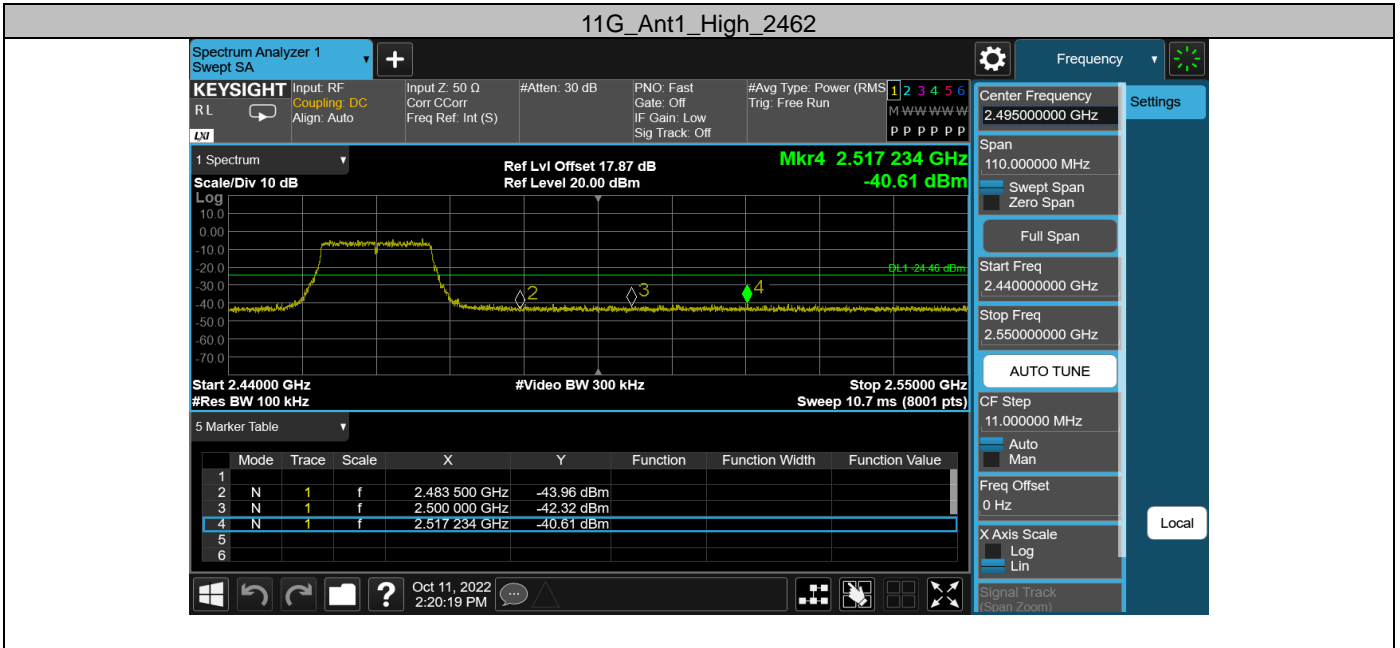 11G_Ant1_High_2462
Spectrum Analyzer 1
Swept SA
+
Frequency
KEYSIGHT
RL
LXI
Input: RF
Coupling: DC
Align: Auto
Input Z: 50 Ω
Corr CCorr
Freq Ref: Int (S)
#Atten: 30 dB
PNO: Fast
Gate: Off
IF Gain: Low
Sig Track: Off
#Avg Type: Power (RMS
Trig: Free Run
1 2 3 4 5 6
M W W W W W
P P P P P P
Center Frequency
2.495000000 GHz
Settings
Span
110.000000 MHz
Swept Span
Zero Span
Full Span
Start Freq
2.440000000 GHz
Stop Freq
2.550000000 GHz
AUTO TUNE
CF Step
11.000000 MHz
Auto
Man
Freq Offset
0 Hz
X Axis Scale
Log
Lin
Local
Signal Track
(Span Zoom)
1 Spectrum
Scale/Div 10 dB
Ref Lvl Offset 17.87 dB
Ref Level 20.00 dBm
Mkr4 2.517 234 GHz
-40.61 dBm
Log
10.0
0.00
-10.0
-20.0
-30.0
-40.0
-50.0
-60.0
-70.0
DL1 -24.46 dBm
2
3
4
Start 2.44000 GHz
#Video BW 300 kHz
Stop 2.55000 GHz
#Res BW 100 kHz
Sweep 10.7 ms (8001 pts)
5 Marker Table
Mode Trace Scale X Y Function Function Width Function Value
1
2 N 1 f 2.483 500 GHz -43.96 dBm
3 N 1 f 2.500 000 GHz -42.32 dBm
4 N 1 f 2.517 234 GHz -40.61 dBm
5
6
?
Oct 11, 2022
2:20:19 PM